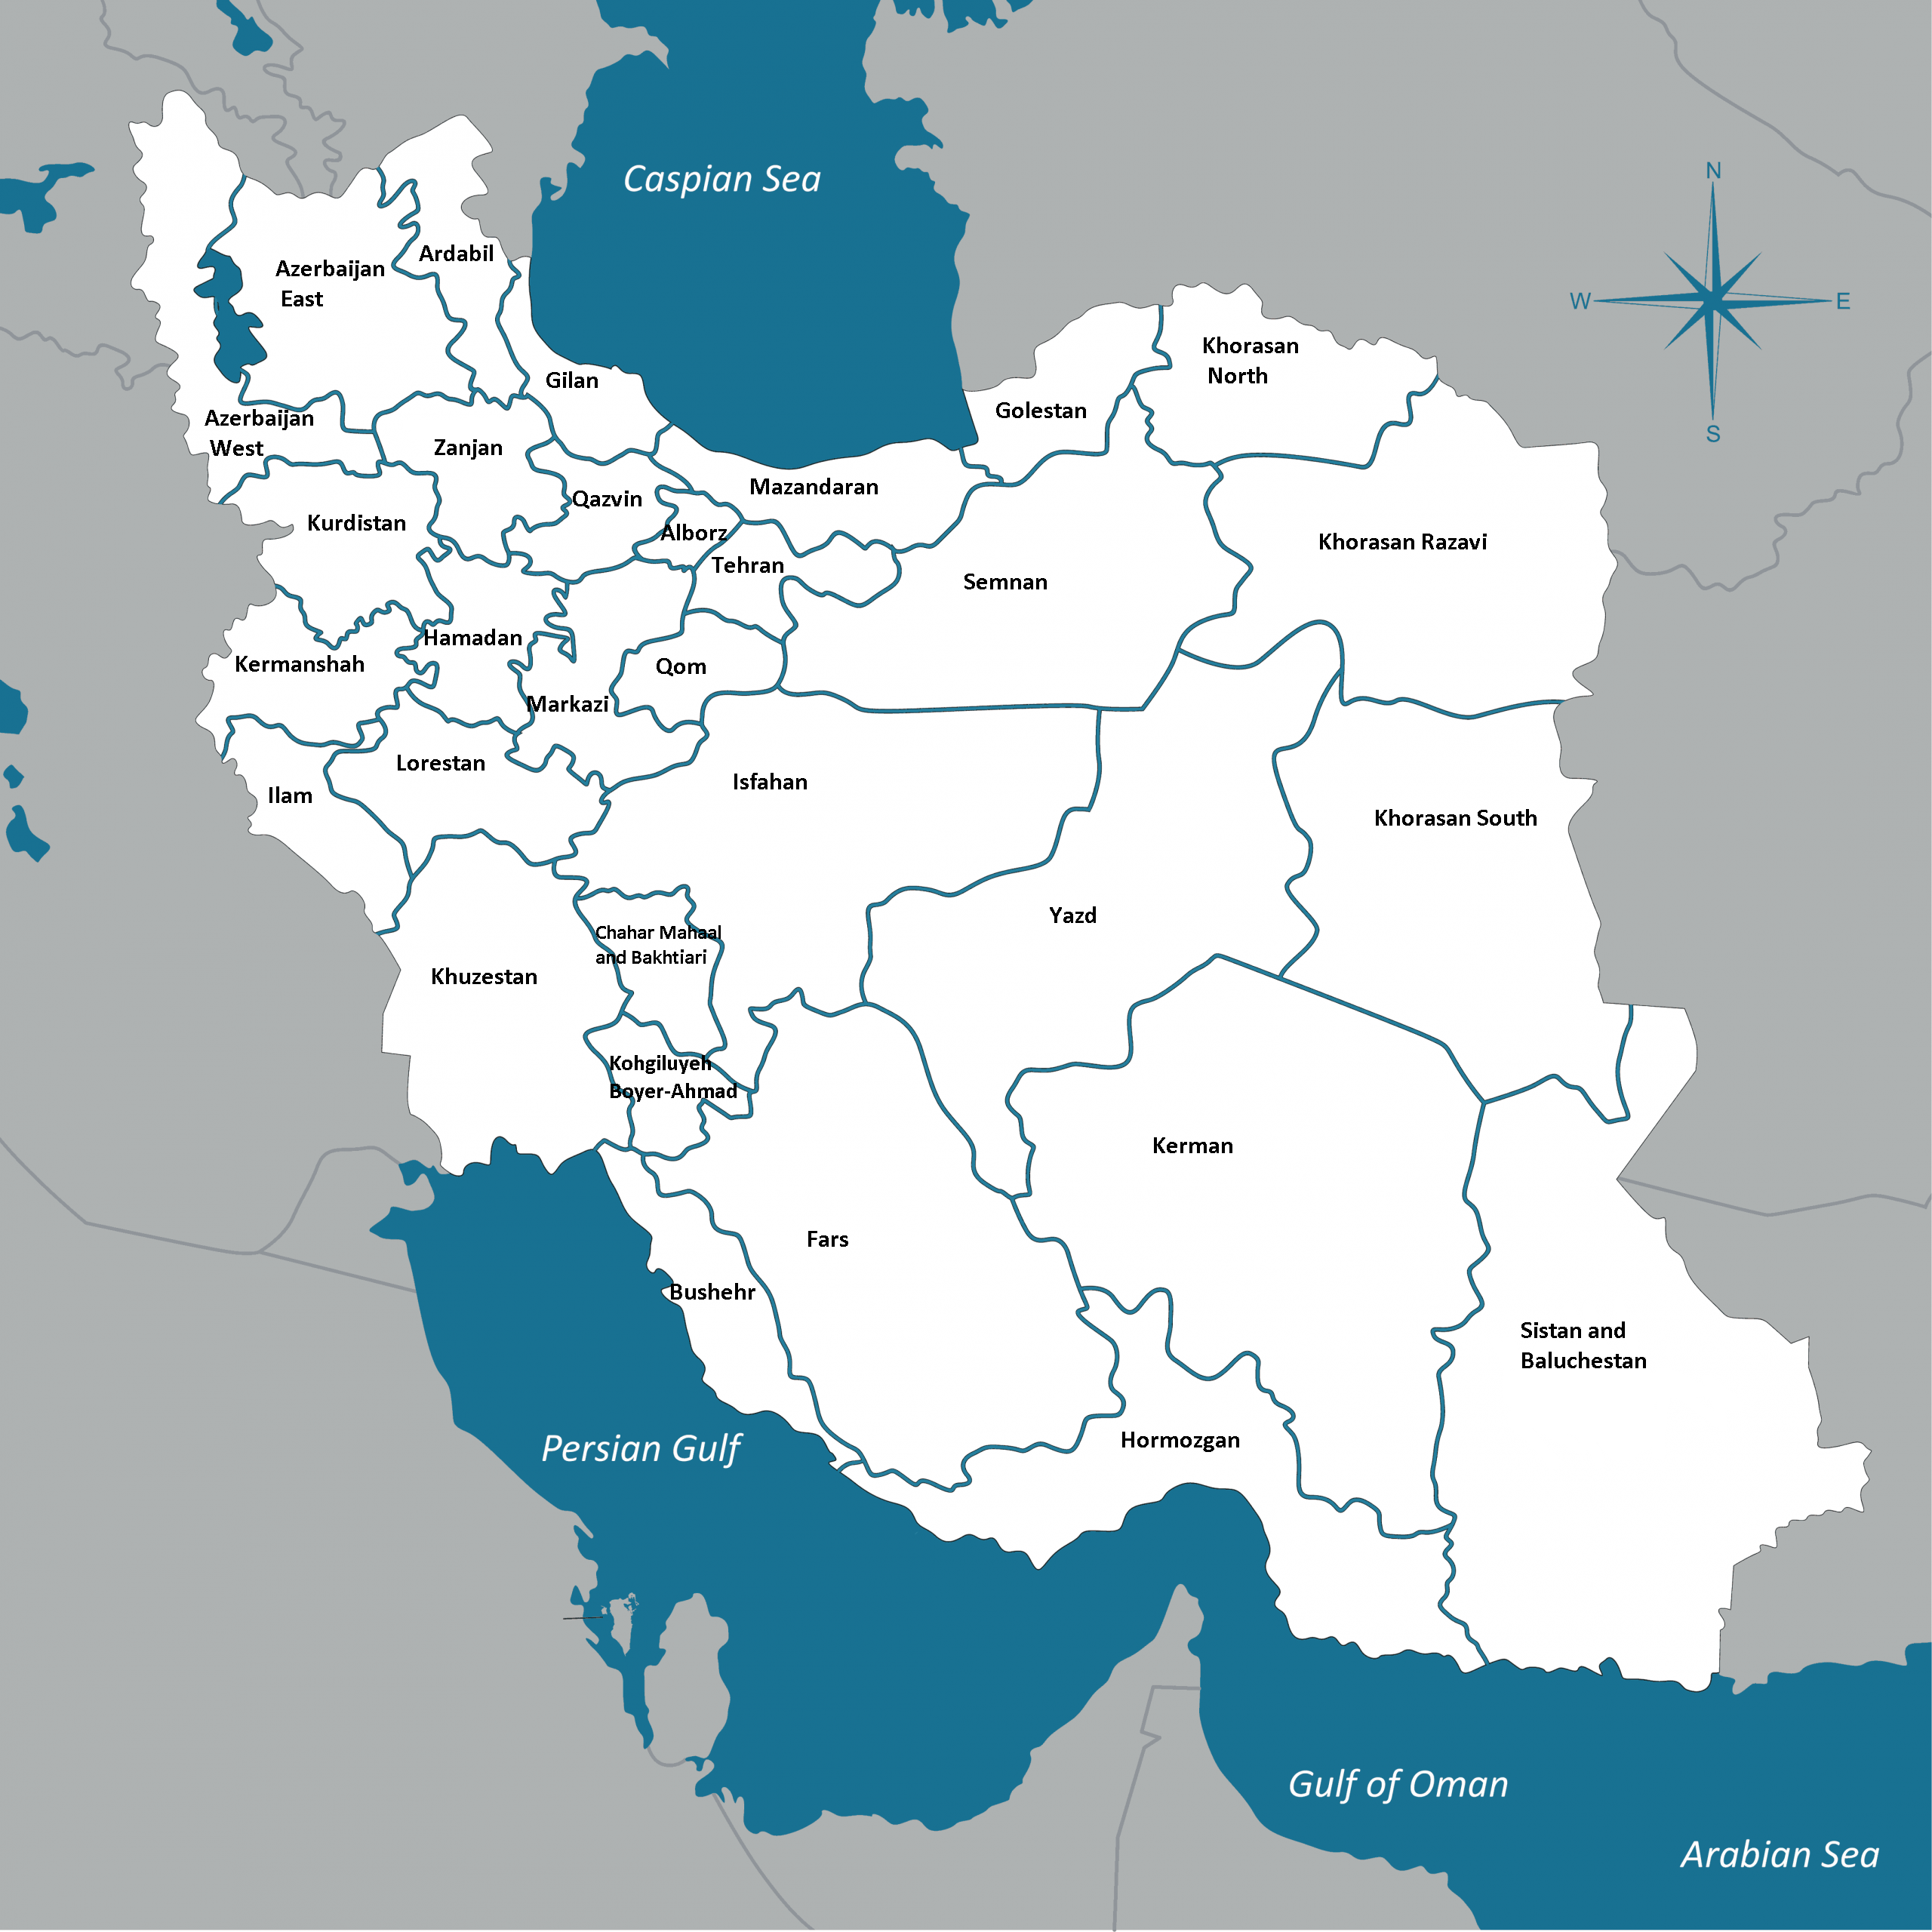 Caspian Sea
N
W
E
S
Ardabil
Azerbaijan
East
Khorasan
North
Gilan
Golestan
Azerbaijan
West
Zanjan
Mazandaran
Qazvin
Kurdistan
Alborz
Khorasan Razavi
Tehran
Semnan
Hamadan
Kermanshah
Qom
Markazi
Lorestan
Isfahan
Ilam
Khorasan South
Yazd
Chahar Mahaal
and Bakhtiari
Khuzestan
Kohgiluyeh
Boyer-Ahmad
Kerman
Fars
Bushehr
Sistan and
Baluchestan
Hormozgan
Persian Gulf
Gulf of Oman
Arabian Sea